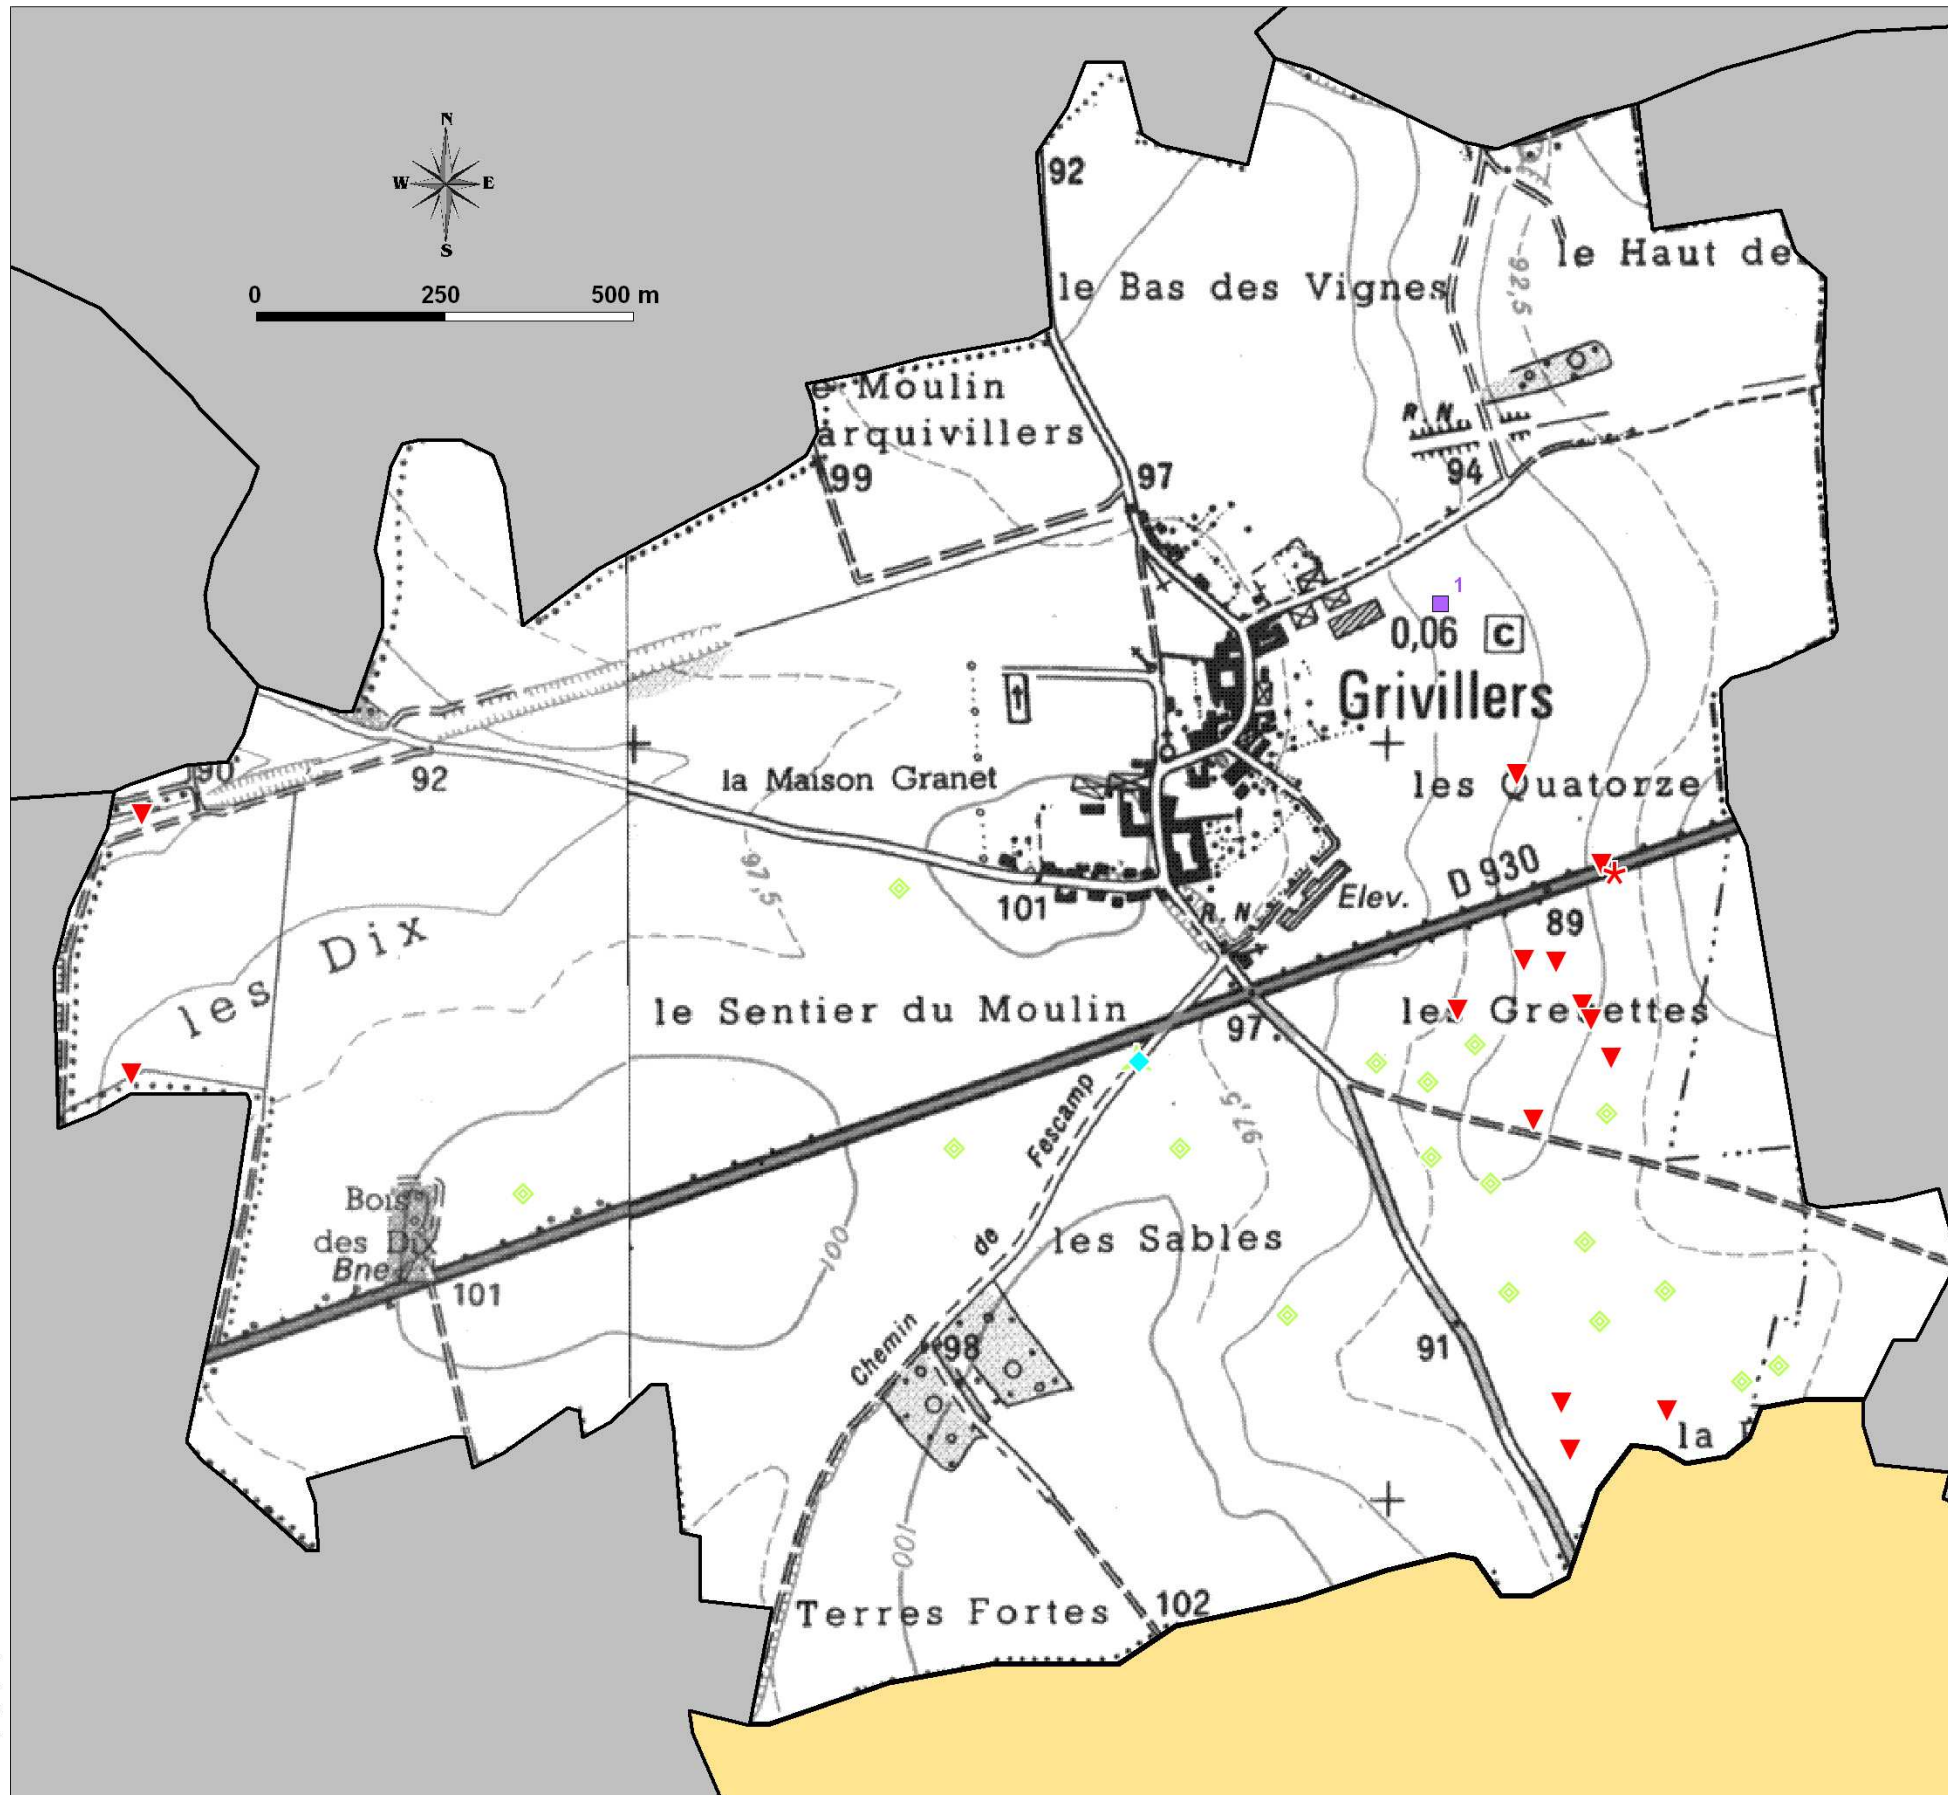 N
W E
S
0 250 500 m
92
le Bas des Vignes
92,5
le Haut de
Moulin
arquivillers
99
97
R N
94
1
0,06 C
Grivillers
90
92
la Maison Granet
les Quatorze
97,5
D 930
101
R. N
Elev.
89
les Dix
le Sentier du Moulin
97
les Grevettes
Chemin de Fescamp
97,5
Bois
des Dix
Bne
101
100
les Sables
98
91
la
100
Terres Fortes
102